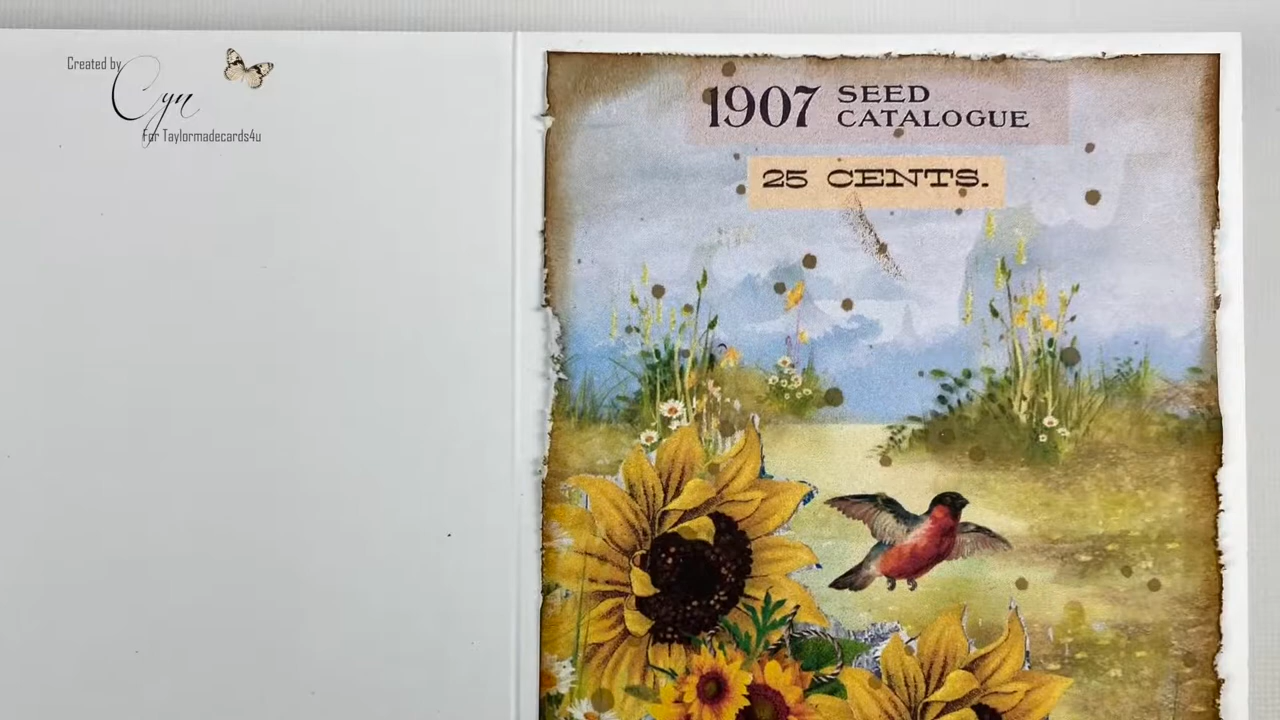 Created by
Cyn
For Taylormadecards4u
1907 SEED
CATALOGUE
25 CENTS.